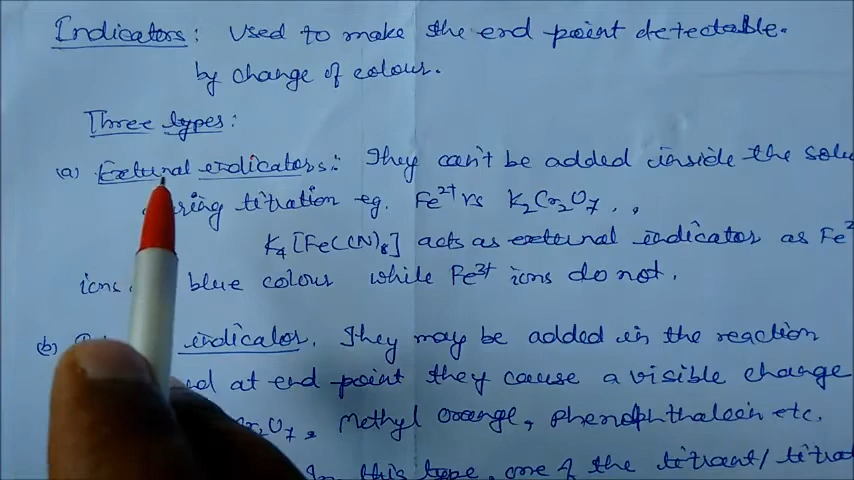 Indicators: Used to make the end point detectable.
by change of colour.
Three types:
(a) External indicators: They can't be added inside the solu
titration eg. Fe2+ vs K2Cr2O7 . ,
K4[Fe(CN)6] acts as external indicator as Fe2
ions. blue colour while Fe3+ ions do not.
(b) indicator. They may be added in the reaction
at end point they cause a visible change
Cr2O7, Methyl orange, phenolphthalein etc.
In this type, one of the titrant/